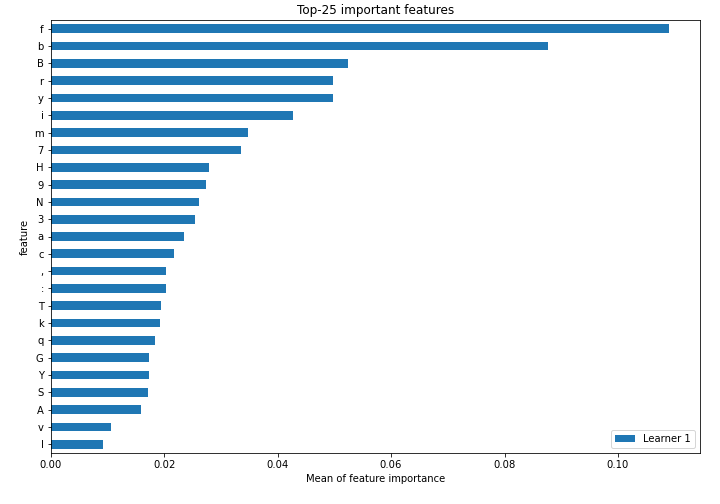 Top-25 important features
f
b
B
r
y
i
m
7
H
9
N
3
a
c
,
:
T
k
q
G
Y
S
A
v
l
feature
0.00 0.02 0.04 0.06 0.08 0.10
Mean of feature importance
Learner 1